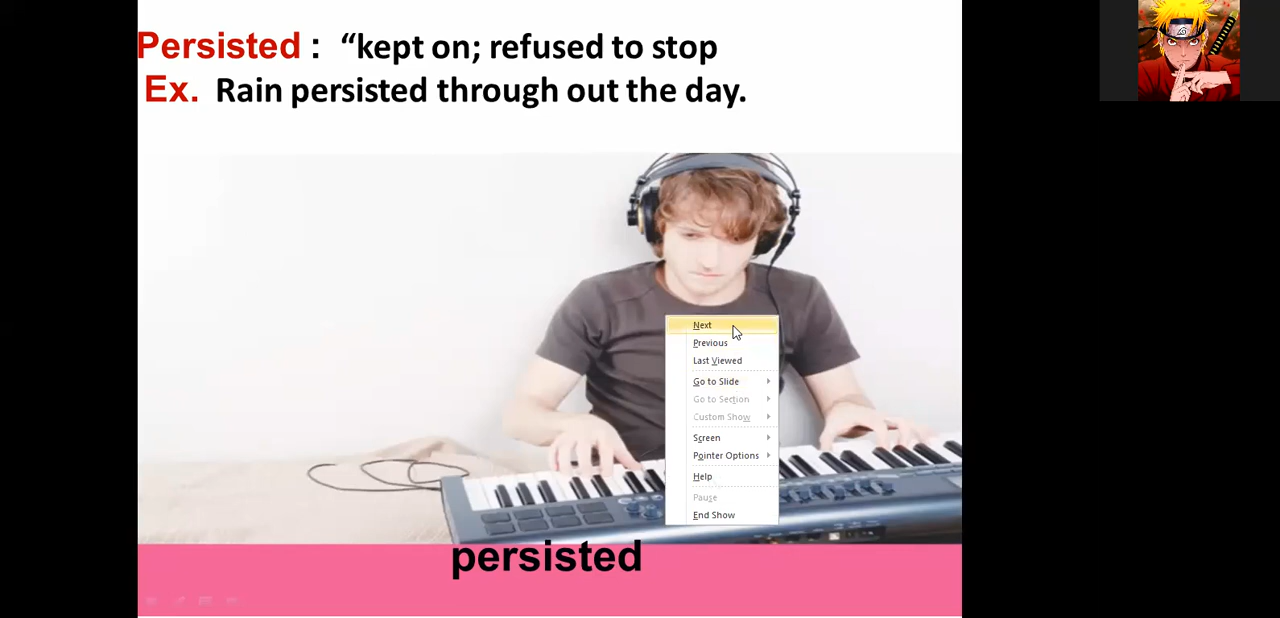 Persisted : “kept on; refused to stop
Ex. Rain persisted through out the day.
Next
Previous
Last Viewed
Go to Slide
Go to Section
Custom Show
Screen
Pointer Options
Help
Pause
End Show
persisted